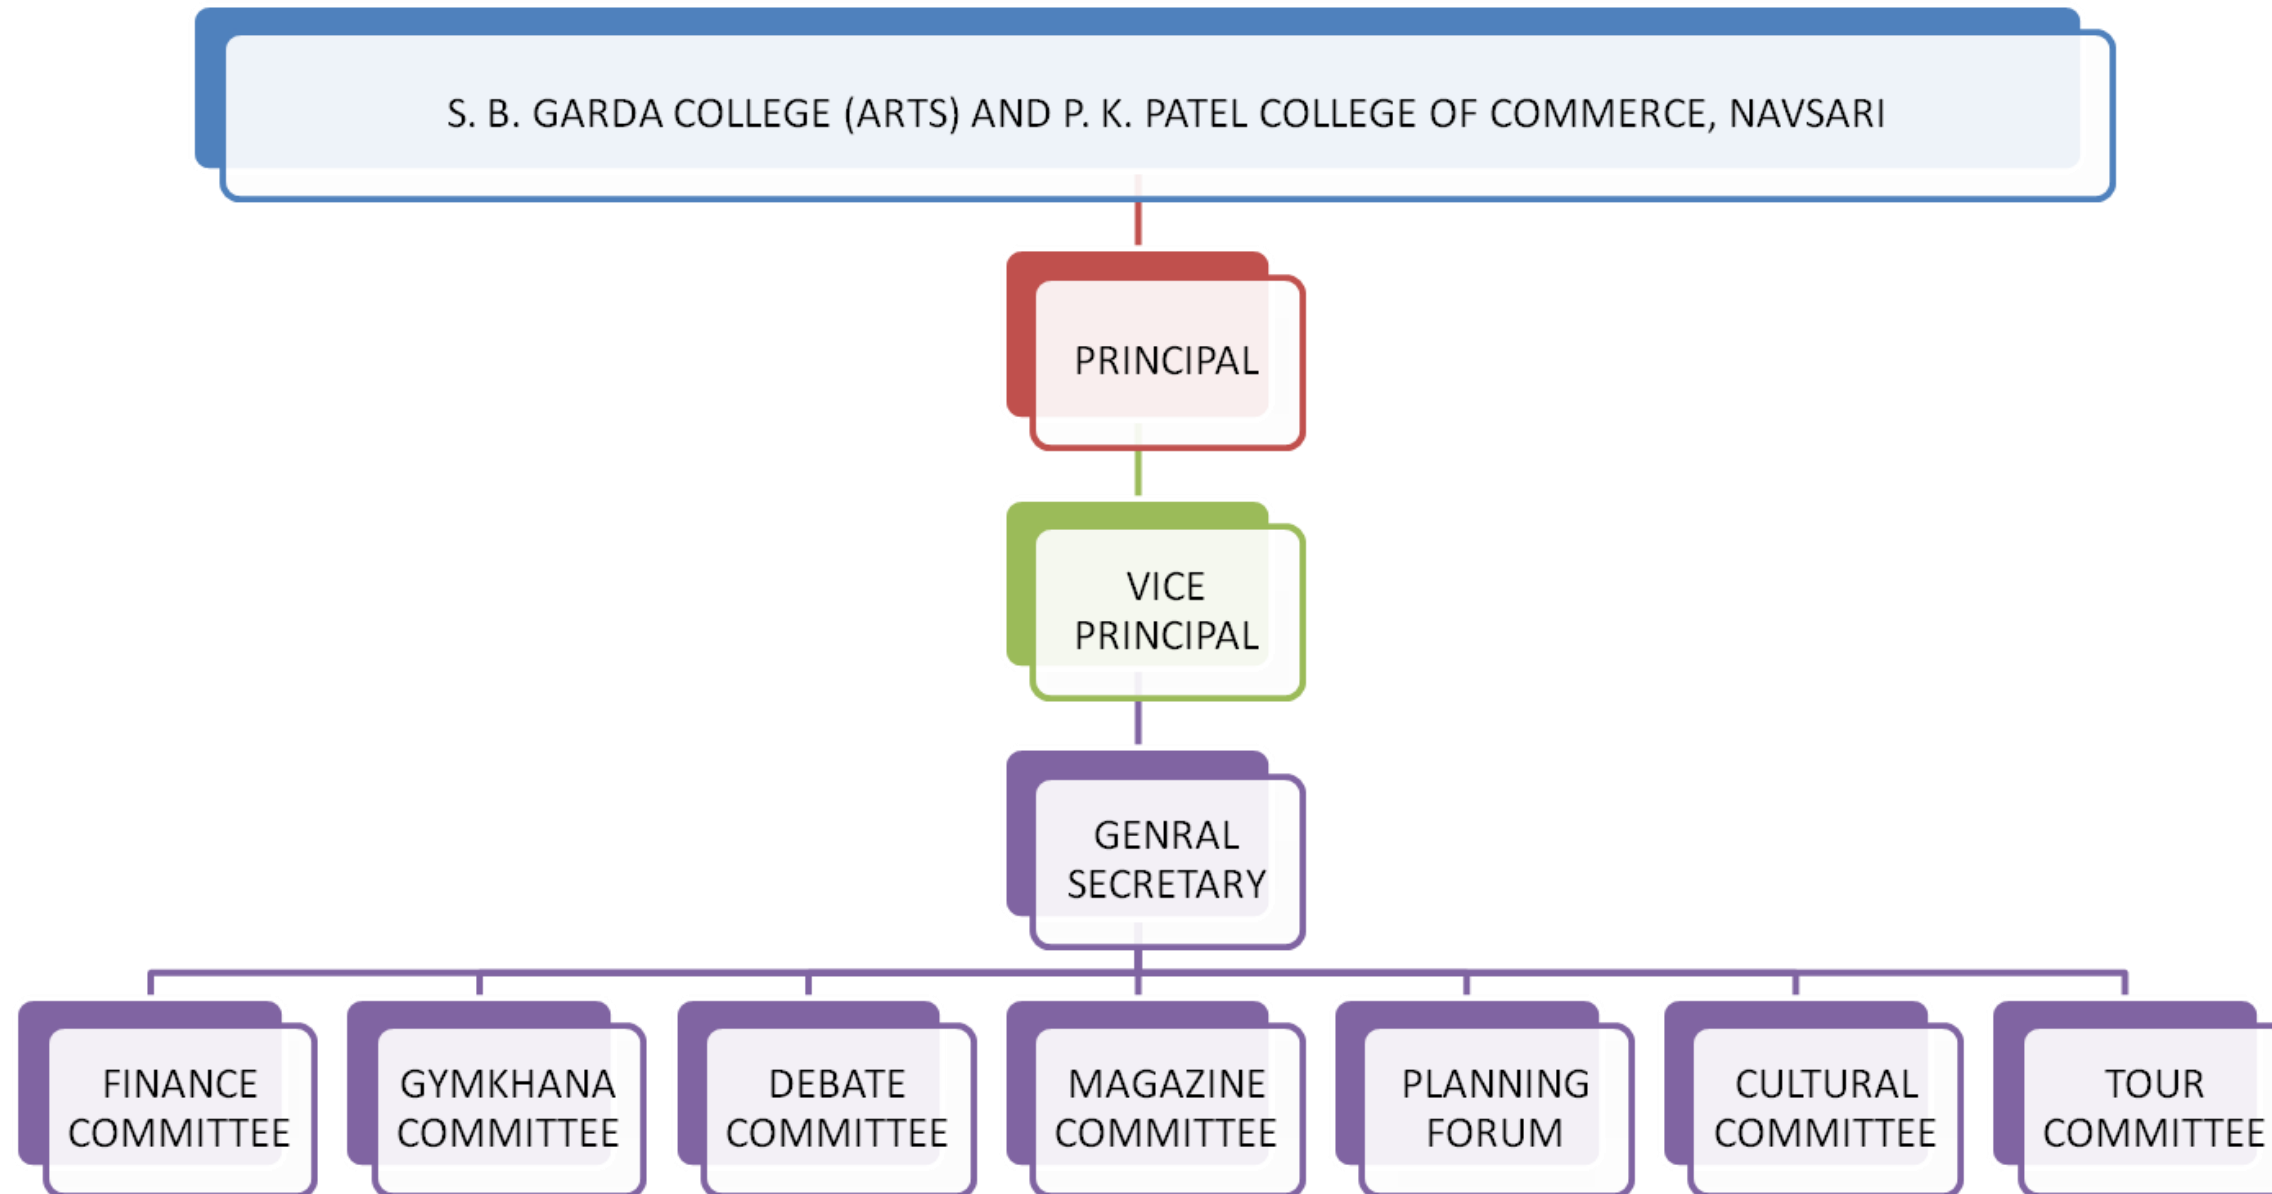 S. B. GARDA COLLEGE (ARTS) AND P. K. PATEL COLLEGE OF COMMERCE, NAVSARI
PRINCIPAL
VICE
PRINCIPAL
GENRAL
SECRETARY
FINANCE
COMMITTEE
GYMKHANA
COMMITTEE
DEBATE
COMMITTEE
MAGAZINE
COMMITTEE
PLANNING
FORUM
CULTURAL
COMMITTEE
TOUR
COMMITTEE